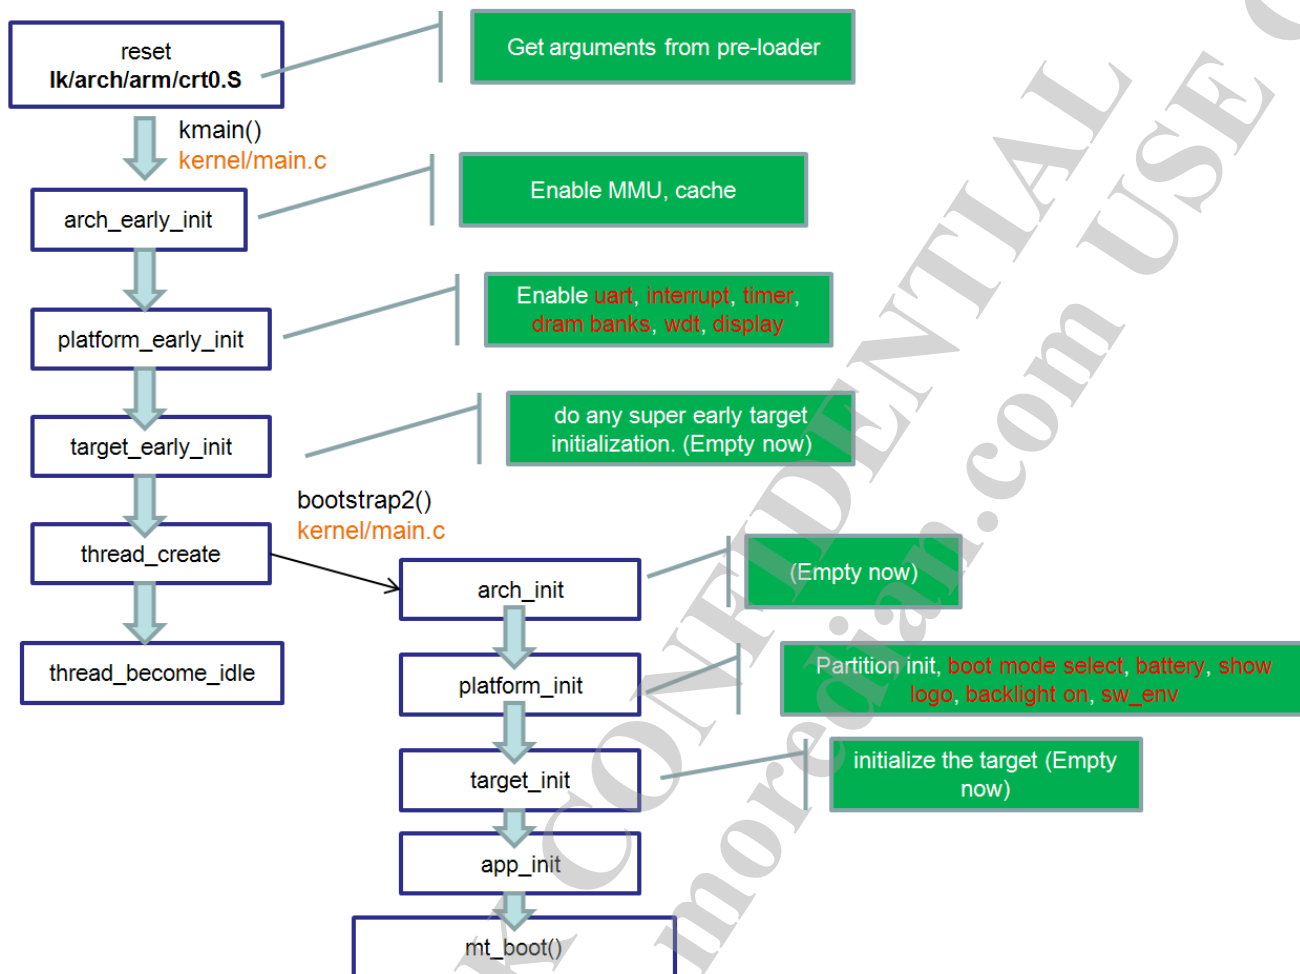 reset
lk/arch/arm/crt0.S
Get arguments from pre-loader
kmain()
kernel/main.c
arch_early_init
Enable MMU, cache
platform_early_init
Enable uart, interrupt, timer,
dram banks, wdt, display
target_early_init
do any super early target
initialization. (Empty now)
bootstrap2()
kernel/main.c
thread_create
arch_init
(Empty now)
thread_become_idle
platform_init
Partition init, boot mode select, battery, show
logo, backlight on, sw_env
target_init
initialize the target (Empty
now)
app_init
mt_boot()
K CONFIDENTIAL
moredian.com USE O